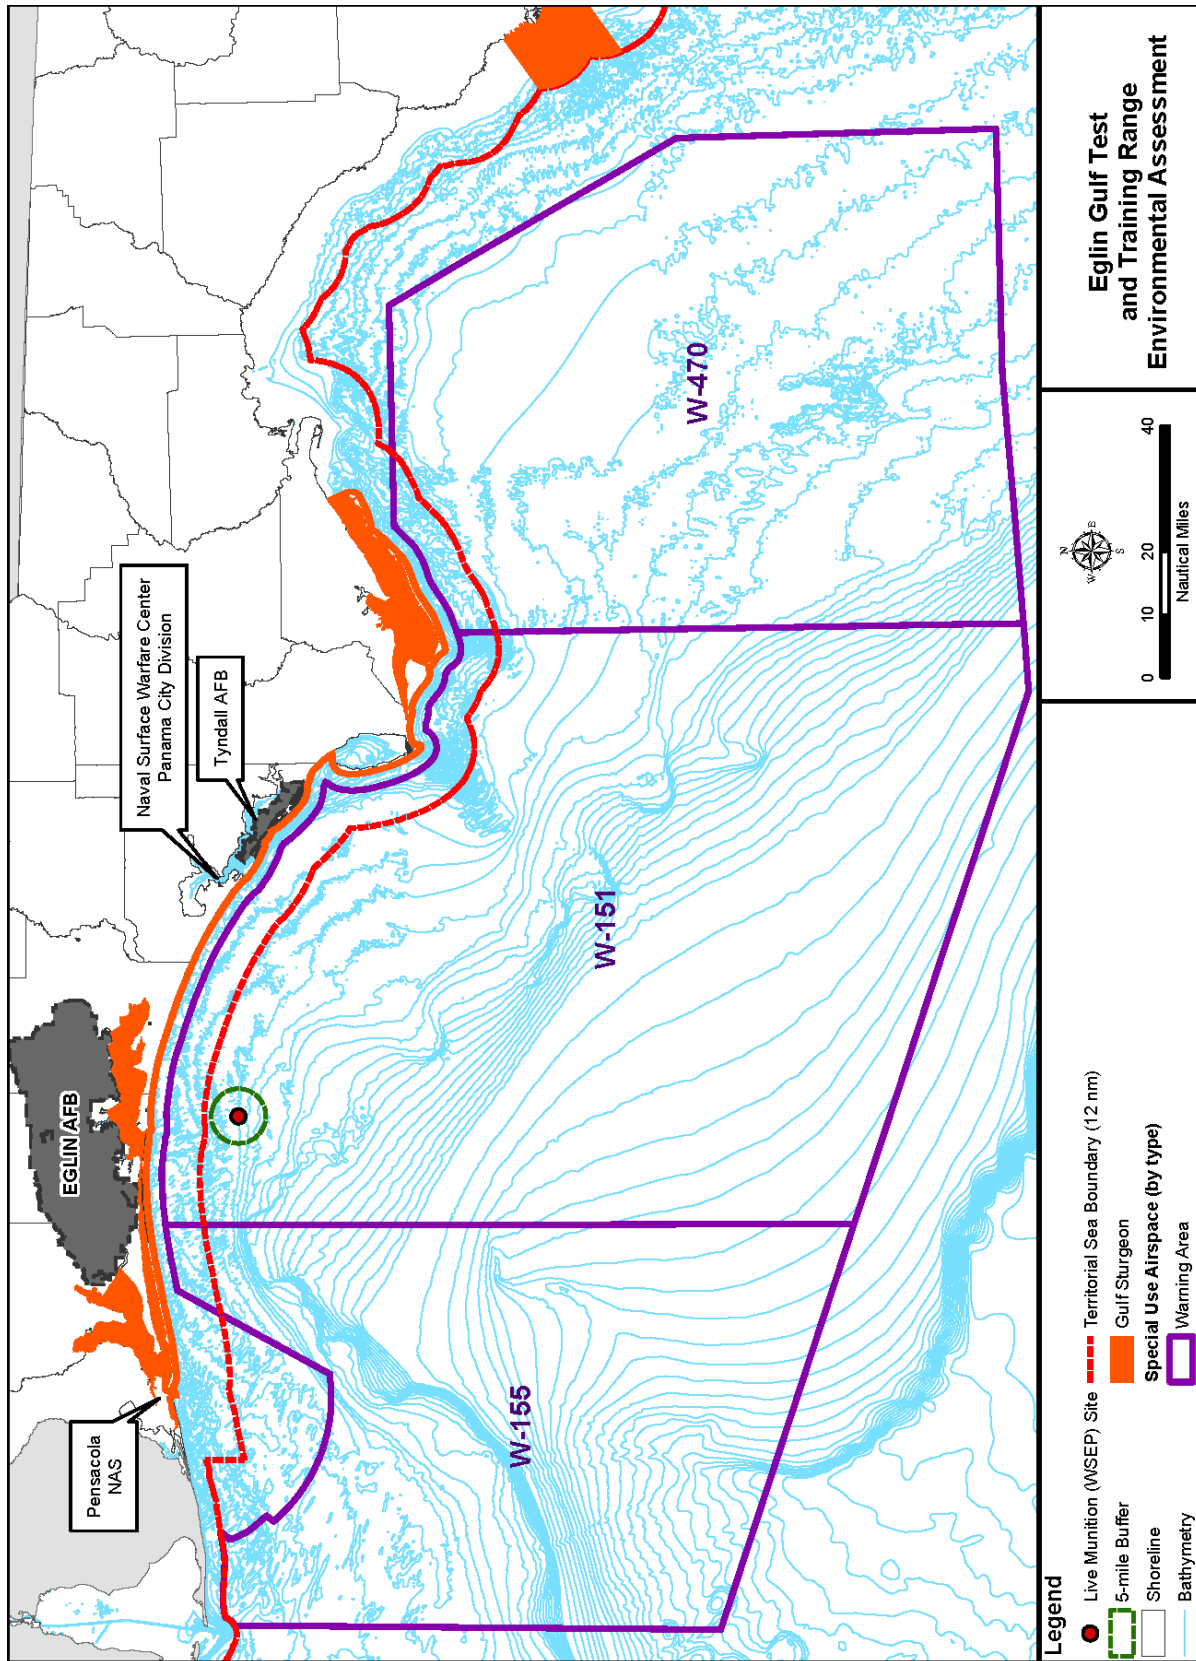 Pensacola
NAS
EGLIN AFB
Naval Surface Warfare Center
Panama City Division
Tyndall AFB
W-155
W-151
W-470
Legend
Live Munition (WSEP) Site
5-mile Buffer
Shoreline
Bathymetry
Territorial Sea Boundary (12 nm)
Gulf Sturgeon
Special Use Airspace (by type)
Warning Area
N
W
E
S
0 10 20 40
Nautical Miles
Eglin Gulf Test
and Training Range
Environmental Assessment